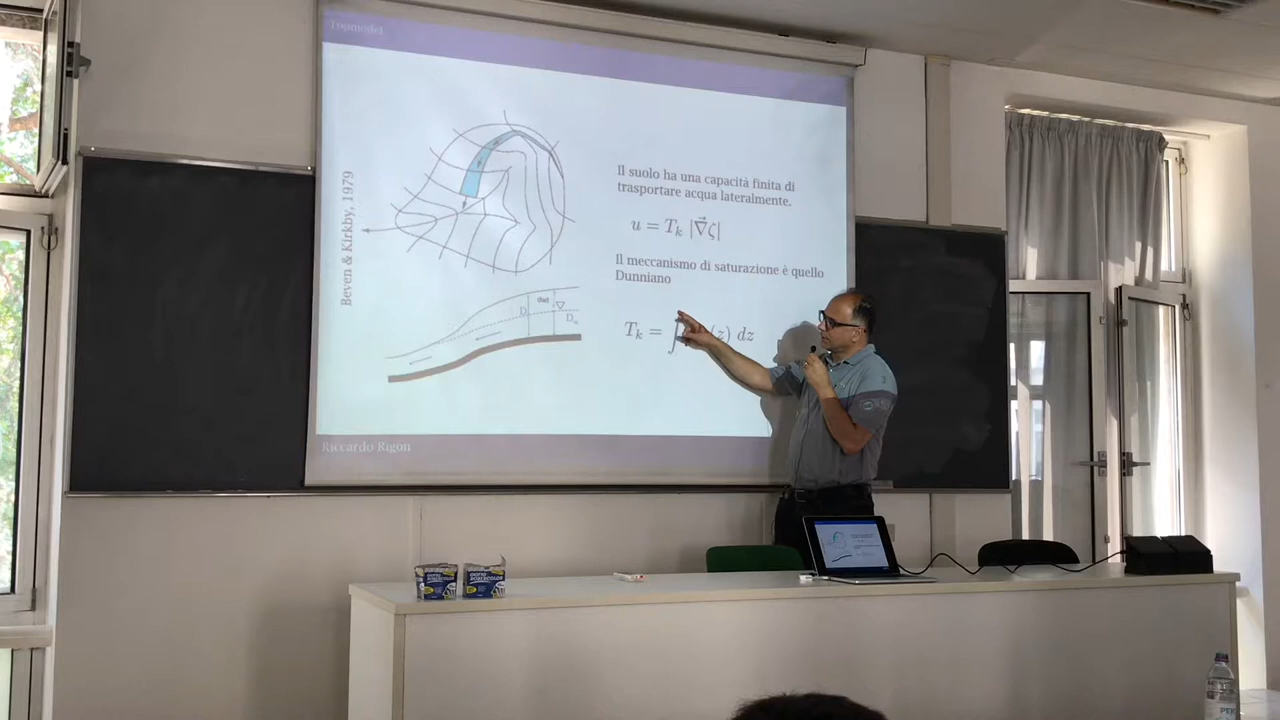 Topmodel
Beven & Kirkby, 1979
Il suolo ha una capacità finita di
trasportare acqua lateralmente.
u = T_k |∇⃗ζ|
Il meccanismo di saturazione è quello
Dunniano
T_k = ∫ (z) dz
D
D_w
Riccardo Rigon